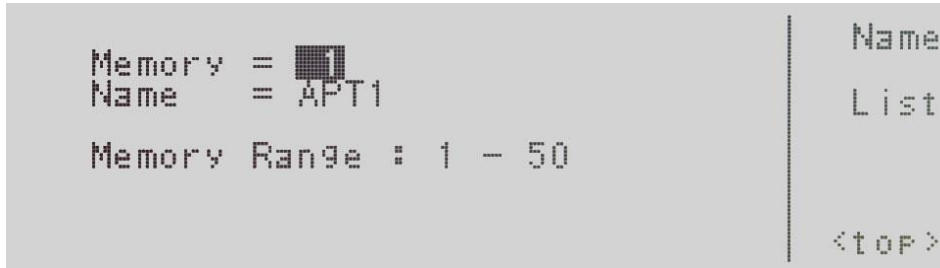 Memory = 1
Name = APT1
Memory Range : 1 - 50
Name
List
<top>